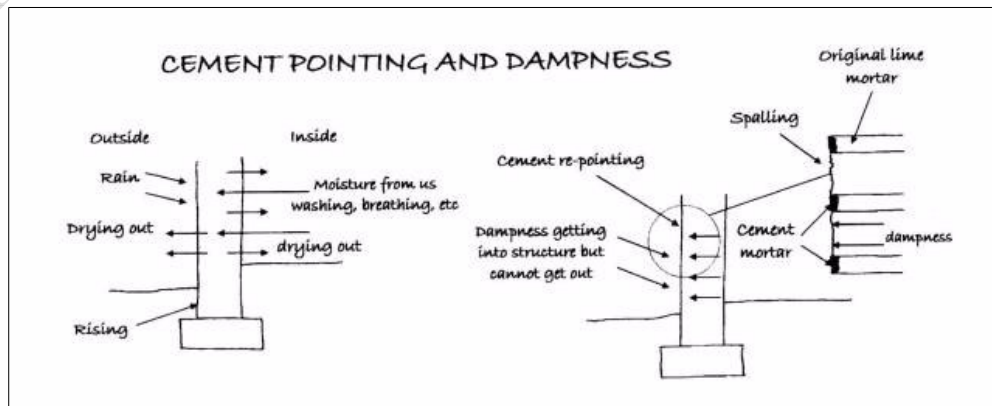 CEMENT POINTING AND DAMPNESS
Outside
Inside
Rain
Moisture from us
washing, breathing, etc
Drying out
drying out
Rising
Original lime
mortar
Spalling
Cement re-pointing
Dampness getting
into structure but
cannot get out
Cement
mortar
dampness